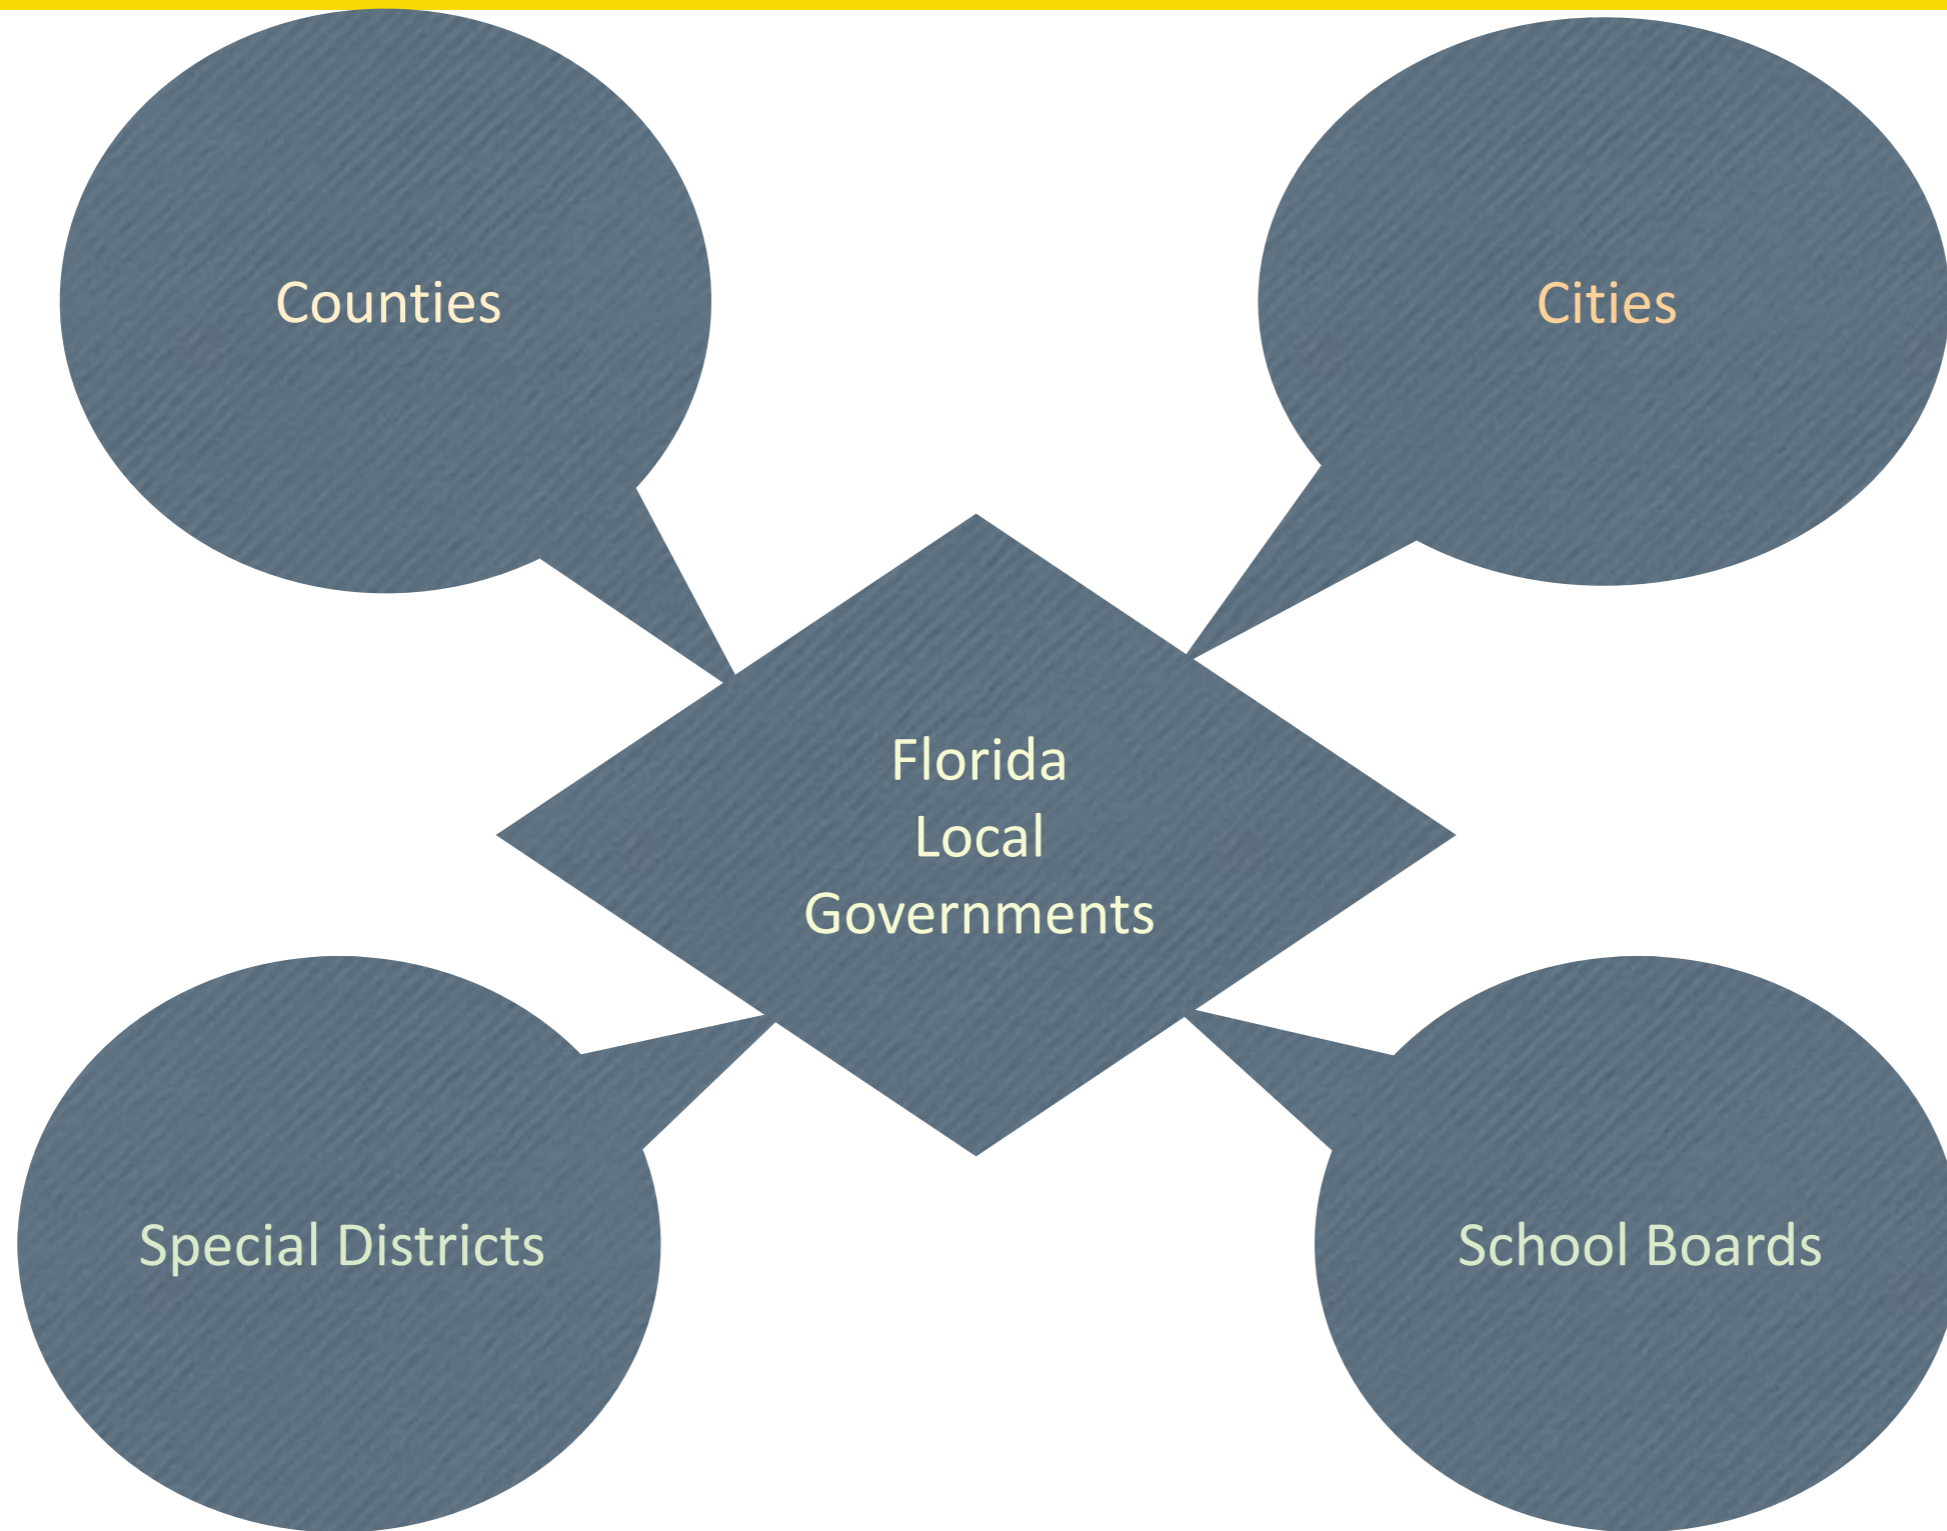 Counties
Cities
Florida
Local
Governments
Special Districts
School Boards